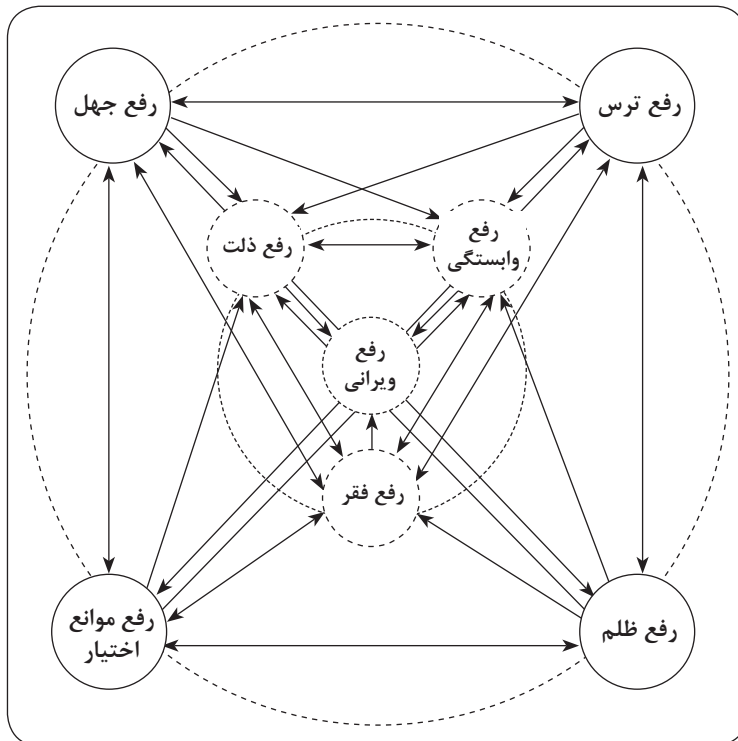 رفع ترس
رفع جهل
رفع
وابستگی
رفع ذلت
رفع
ویرانی
رفع فقر
رفع ظلم
رفع موانع
اختیار